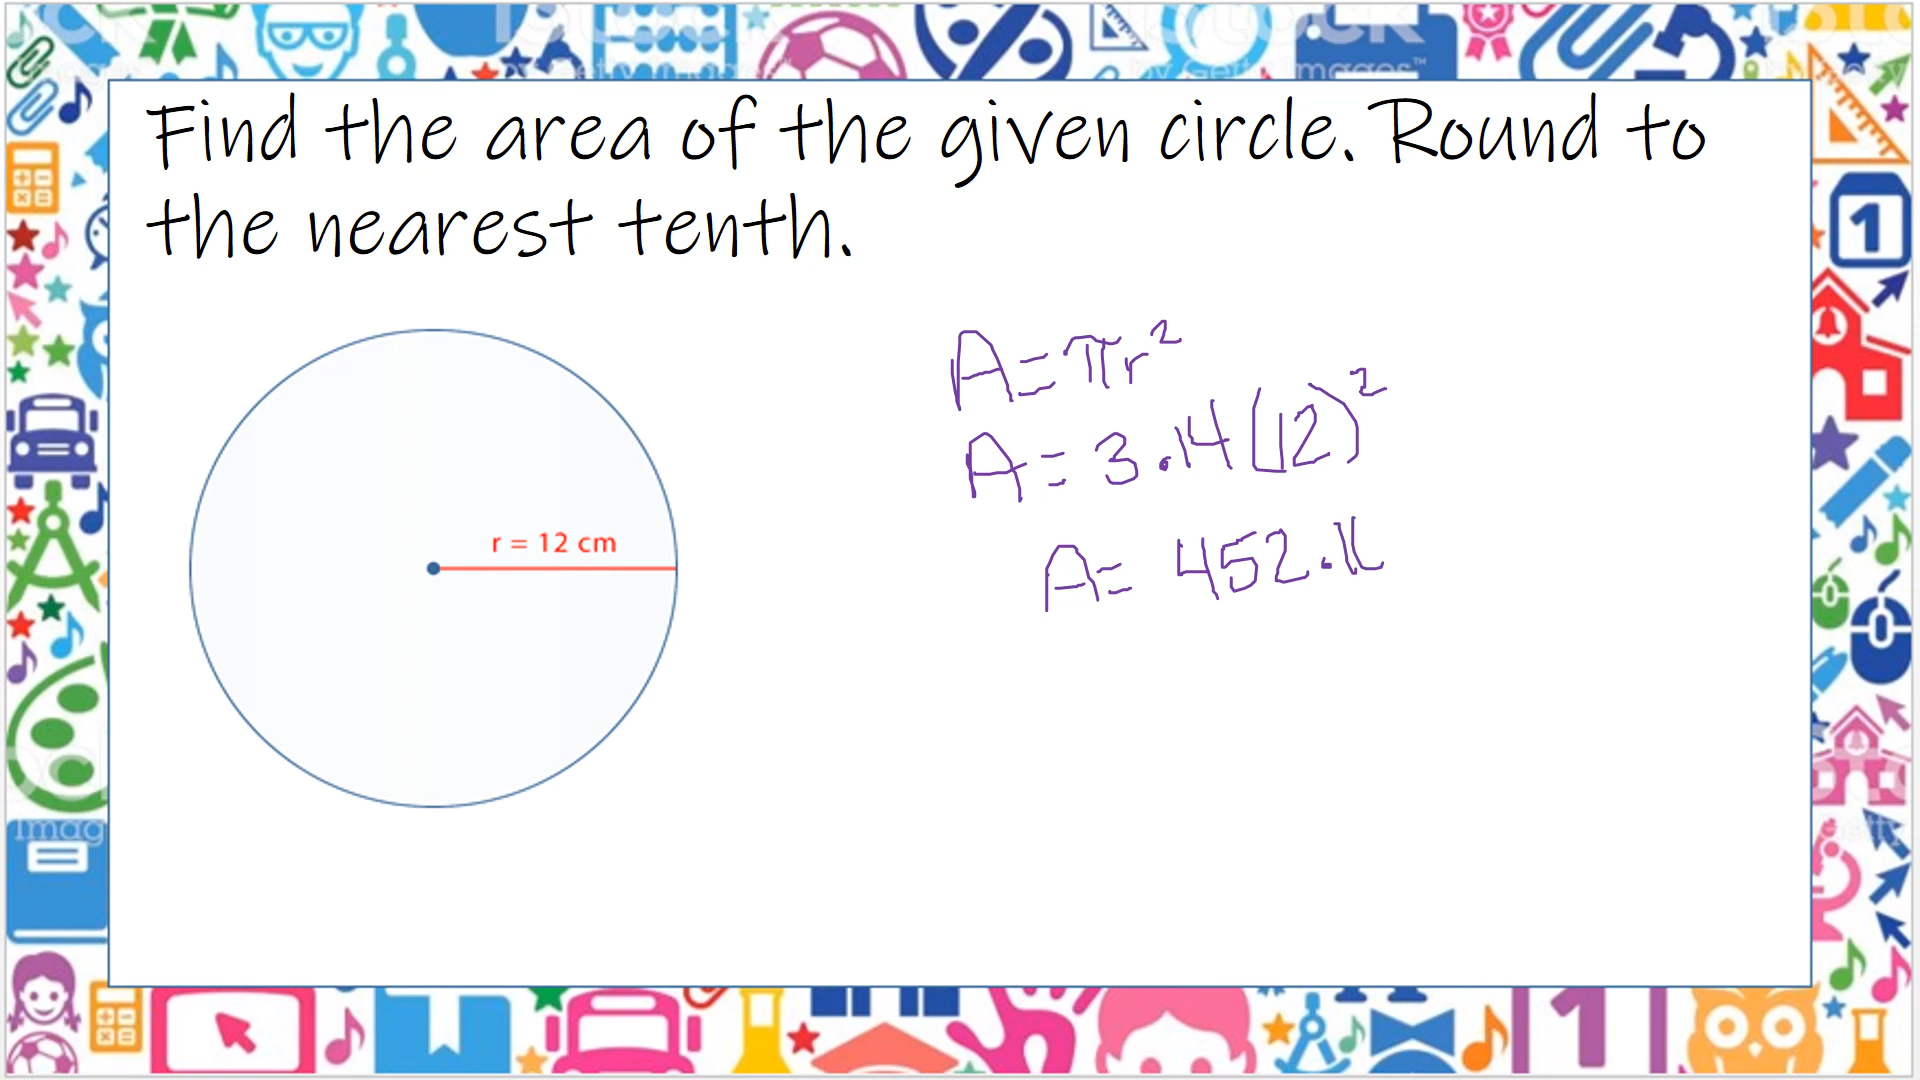 Find the area of the given circle. Round to
the nearest tenth.
A = πr²
A = 3.14(12)²
r = 12 cm
A = 452.16